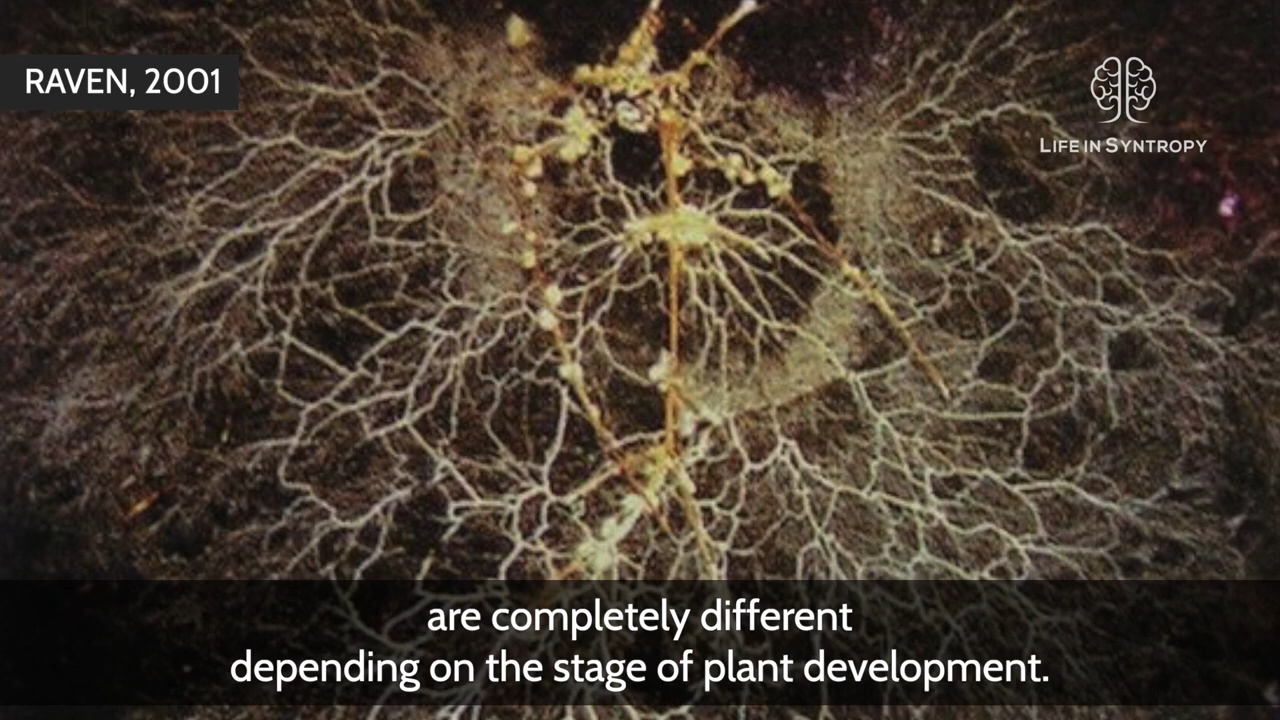 RAVEN, 2001
LIFE IN SYNTROPY
are completely different
depending on the stage of plant development.